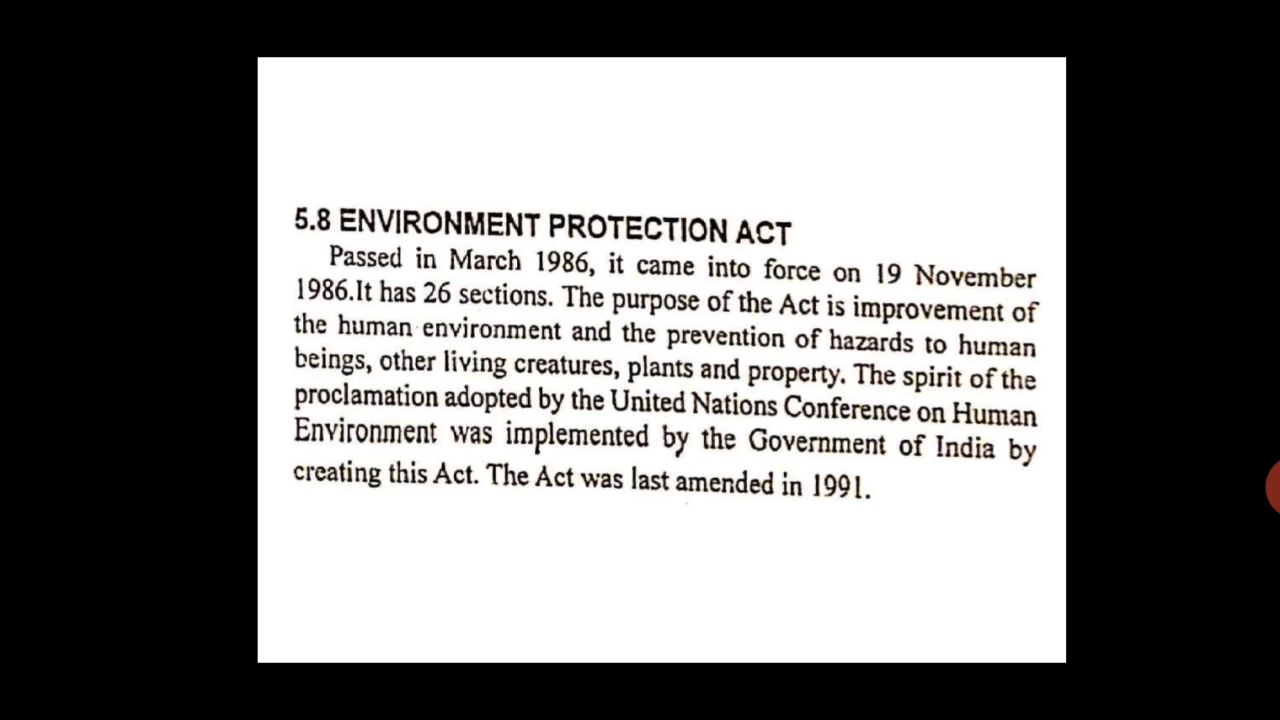 5.8 ENVIRONMENT PROTECTION ACT
Passed in March 1986, it came into force on 19 November
1986.It has 26 sections. The purpose of the Act is improvement of
the human environment and the prevention of hazards to human
beings, other living creatures, plants and property. The spirit of the
proclamation adopted by the United Nations Conference on Human
Environment was implemented by the Government of India by
creating this Act. The Act was last amended in 1991.